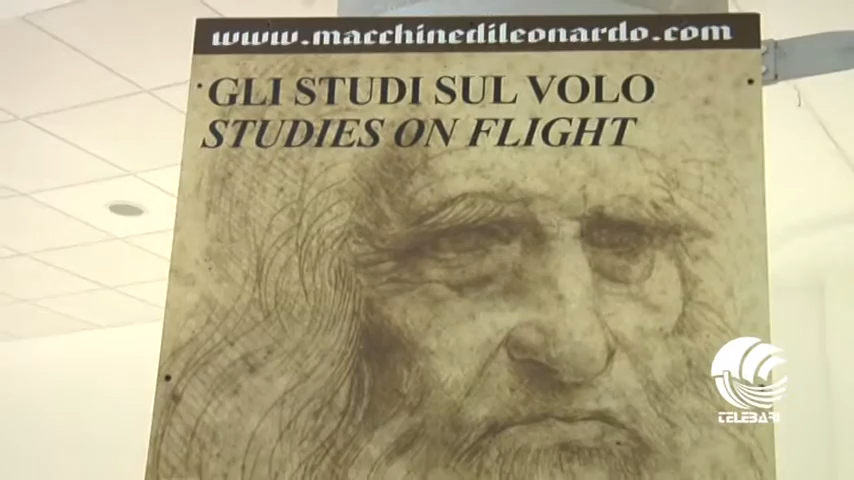 www.macchinedileonardo.com
GLI STUDI SUL VOLO
STUDIES ON FLIGHT
TELEBARI